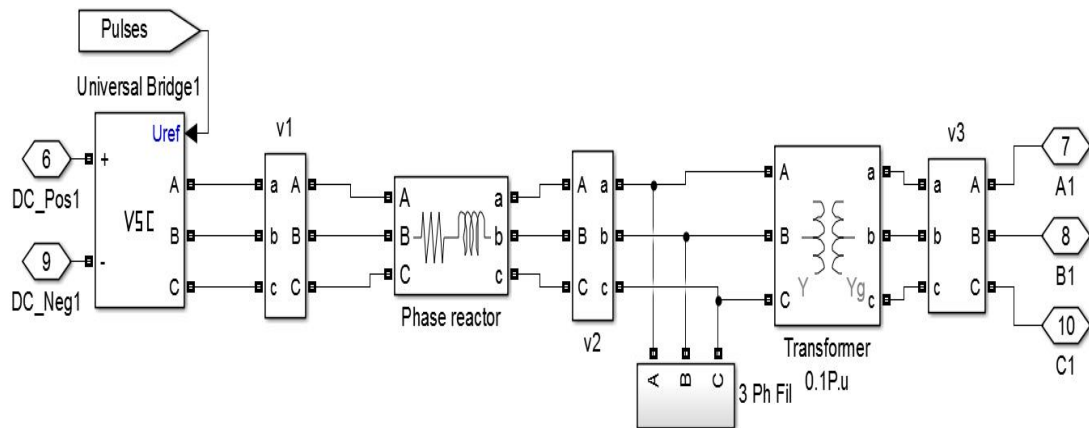 Pulses
Universal Bridge1
Uref
6
+
DC_Pos1
VSC
9
-
DC_Neg1
A
B
C
v1
a
b
c
A
B
C
A
B
C
a
b
c
Phase reactor
A
B
C
a
b
c
v2
A
B
C
3 Ph Fil
A
B
C
a
b
c
Y
Yg
Transformer
0.1P.u
v3
a
b
c
A
B
C
7
A1
8
B1
10
C1